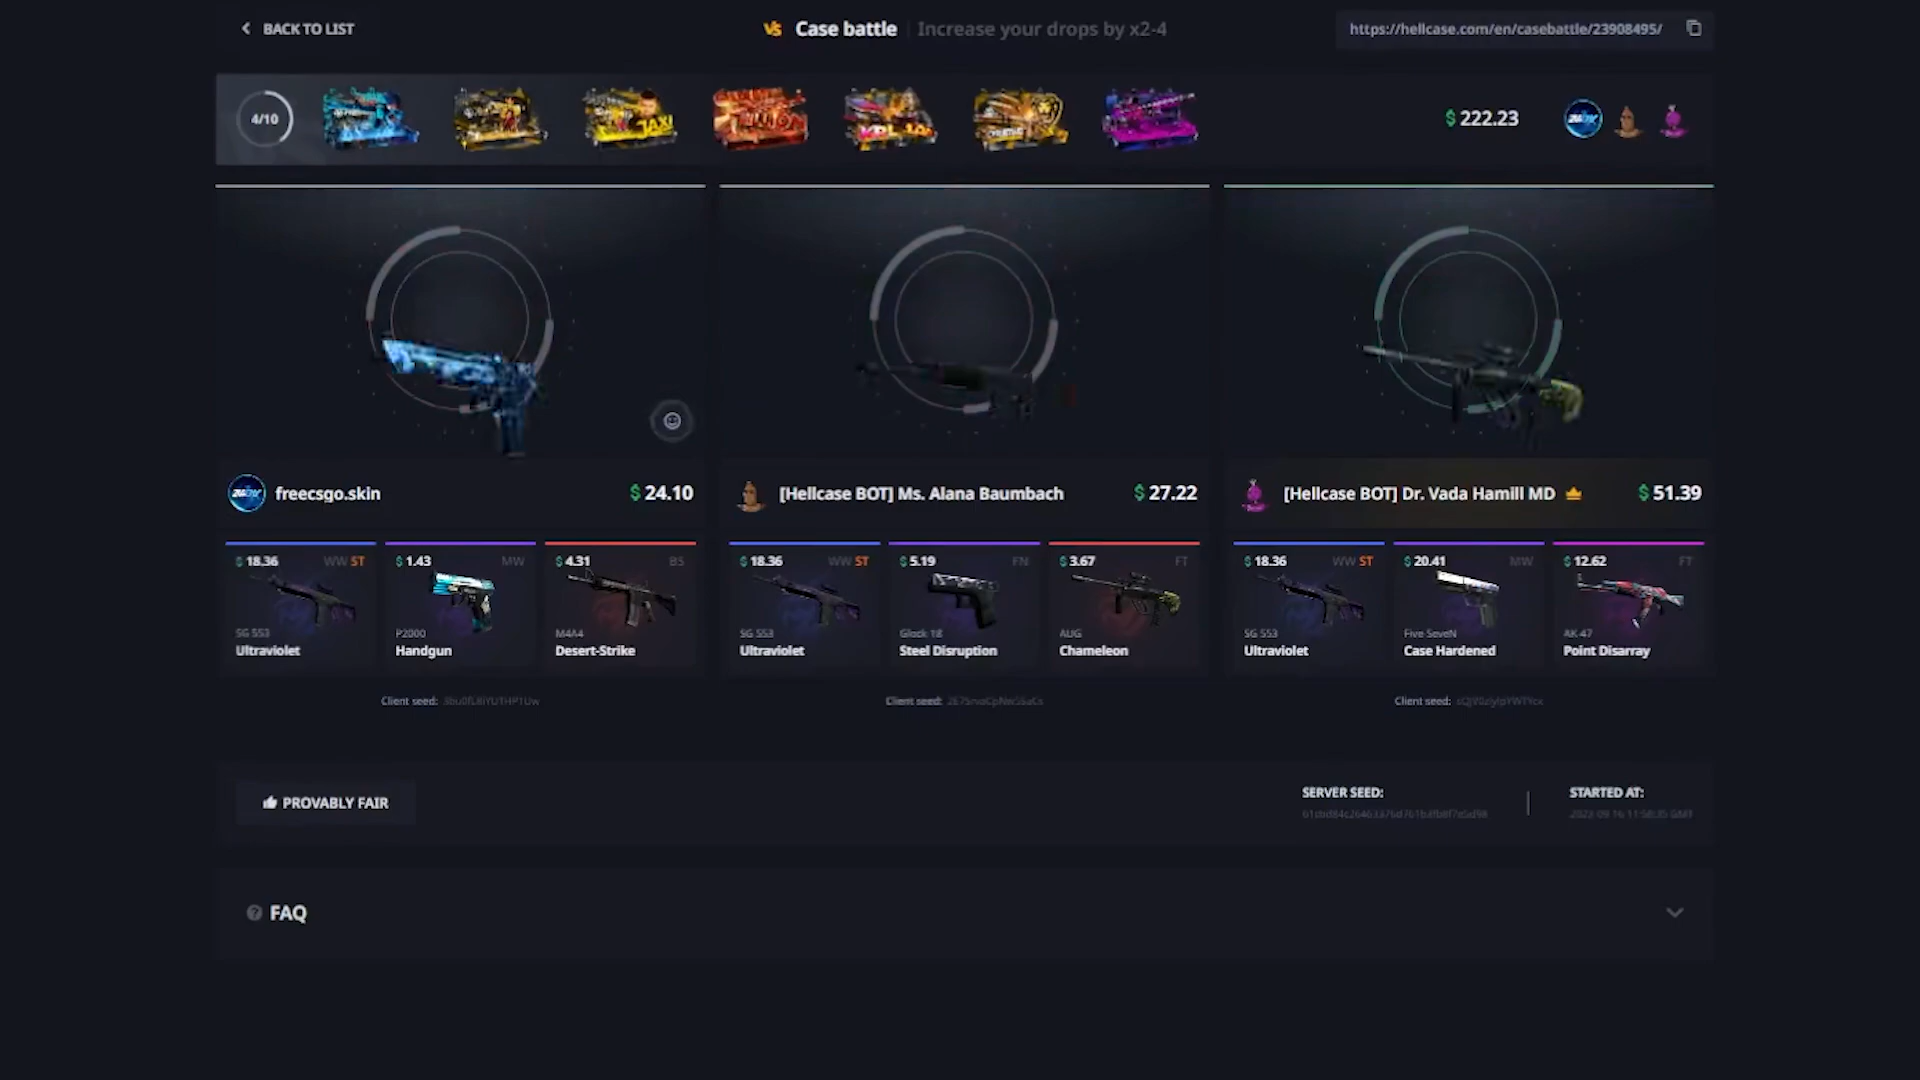 BACK TO LIST
VS Case battle Increase your drops by x2-4
https://hellcase.com/en/casebattle/23908495/
4/10
$ 222.23
freecsgo.skin $ 24.10
[Hellcase BOT] Ms. Alana Baumbach $ 27.22
[Hellcase BOT] Dr. Vada Hamill MD $ 51.39
$ 18.36 WW ST
SG 553
Ultraviolet
$ 1.43 MW
P2000
Handgun
$ 4.31 BS
M4A4
Desert-Strike
$ 18.36 WW ST
SG 553
Ultraviolet
$ 5.19 FN
Glock 18
Steel Disruption
$ 3.67 FT
AUG
Chameleon
$ 18.36 WW ST
SG 553
Ultraviolet
$ 20.41 MW
Five SeveN
Case Hardened
$ 12.62 FT
AK 47
Point Disarray
Client seed:
Client seed:
Client seed:
PROVABLY FAIR
SERVER SEED:
STARTED AT:
FAQ